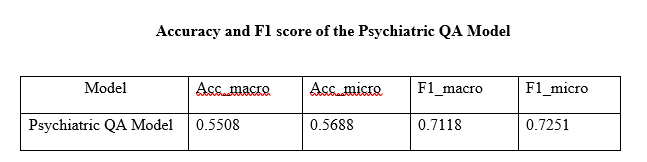 Accuracy and F1 score of the Psychiatric QA Model
Model Acc_macro Acc_micro F1_macro F1_micro
Psychiatric QA Model 0.5508 0.5688 0.7118 0.7251